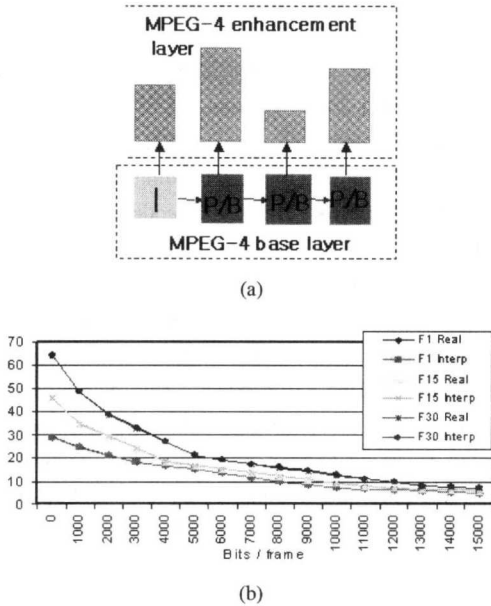 MPEG-4 enhancement
layer
I
P/B
P/B
P/B
MPEG-4 base layer
(a)
70
60
50
40
30
20
10
0
F1 Real
F1 Interp
F15 Real
F15 Interp
F30 Real
F30 Interp
0
1000
2000
3000
4000
5000
6000
7000
8000
9000
10000
11000
12000
13000
14000
15000
Bits / frame
(b)